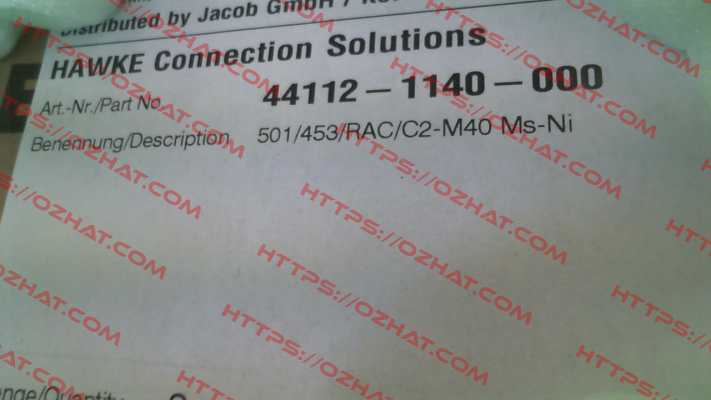 Distributed by Jacob GmbH /
HAWKE Connection Solutions
Art.-Nr./Part No 44112-1140-000
Benennung/Description 501/453/RAC/C2-M40 Ms-Ni
HTTPS://OZHAT.COM